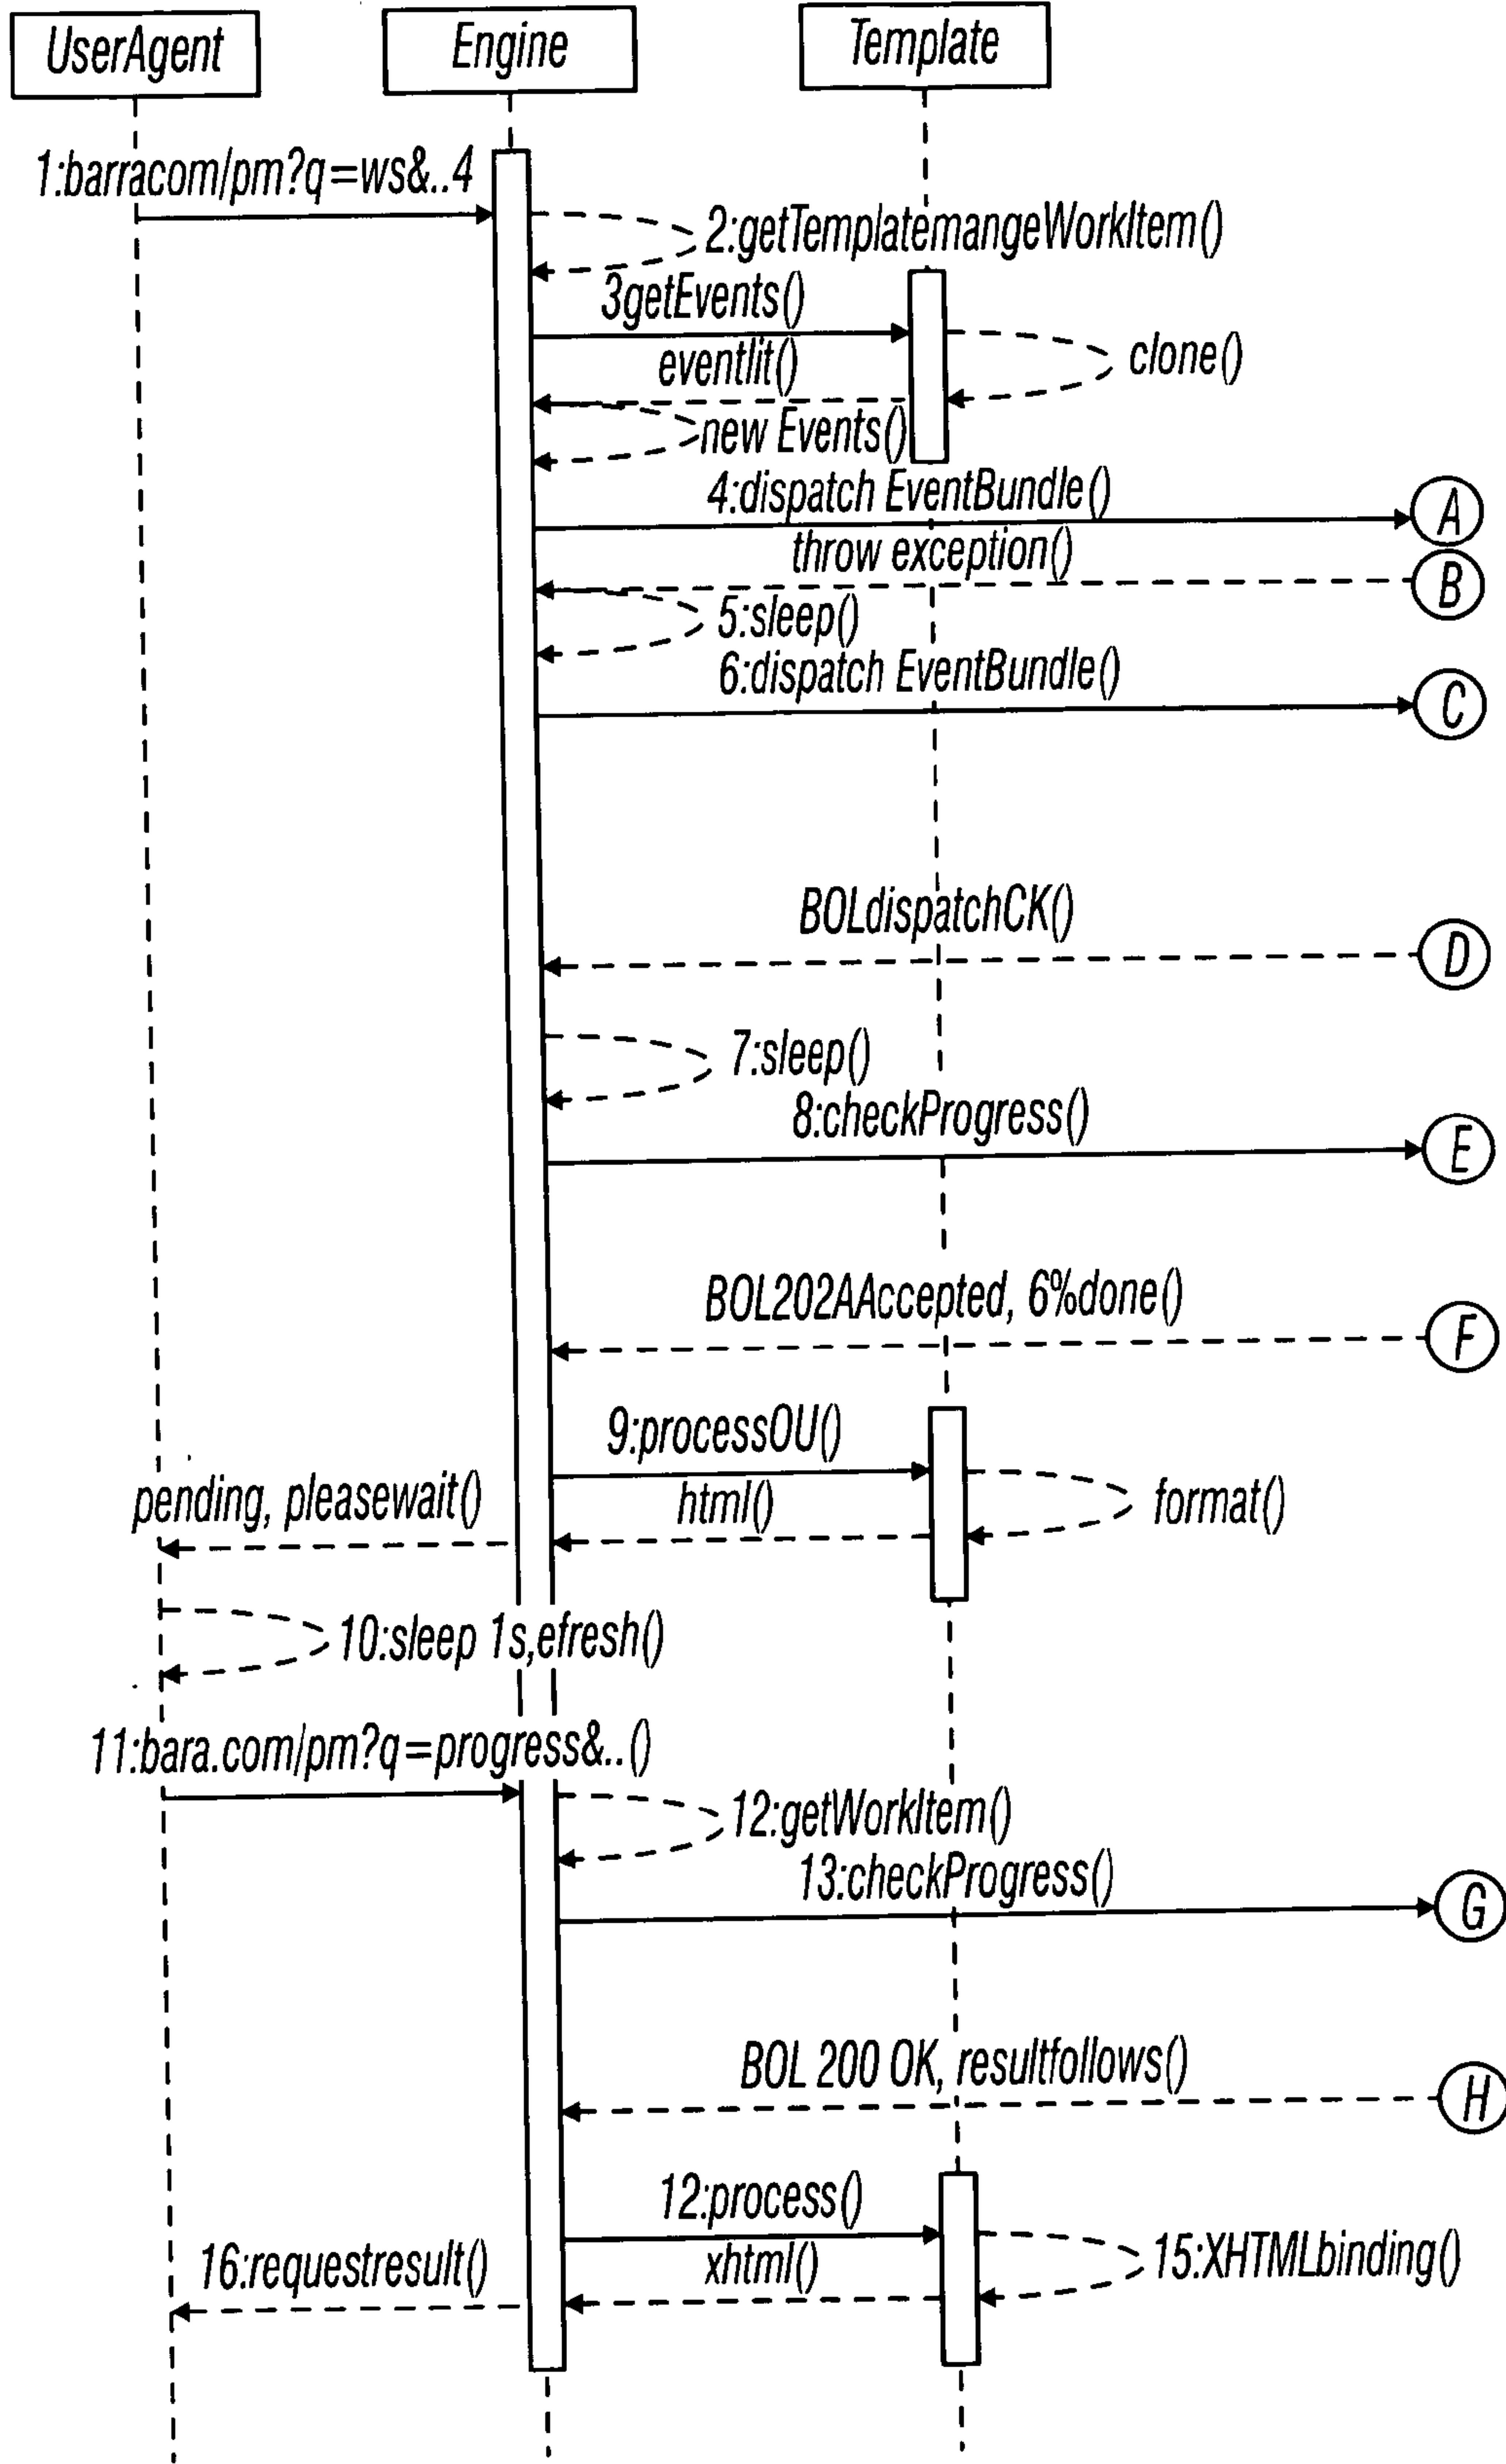 UserAgent
Engine
Template
1:barracom/pm?q=ws&..4
2:getTemplatemangeWorkItem()
3getEvents()
clone()
eventlit()
new Events()
4:dispatch EventBundle()
A
throw exception()
B
5:sleep()
6:dispatch EventBundle()
C
BOLdispatchCK()
D
7:sleep()
8:checkProgress()
E
BOL202AAccepted, 6%done()
F
9:processOU()
pending, pleasewait()
html()
format()
10:sleep 1s,efresh()
11:bara.com/pm?q=progress&..()
12:getWorkItem()
13:checkProgress()
G
BOL 200 OK, resultfollows()
H
12:process()
16:requestresult()
xhtml()
15:XHTMLbinding()